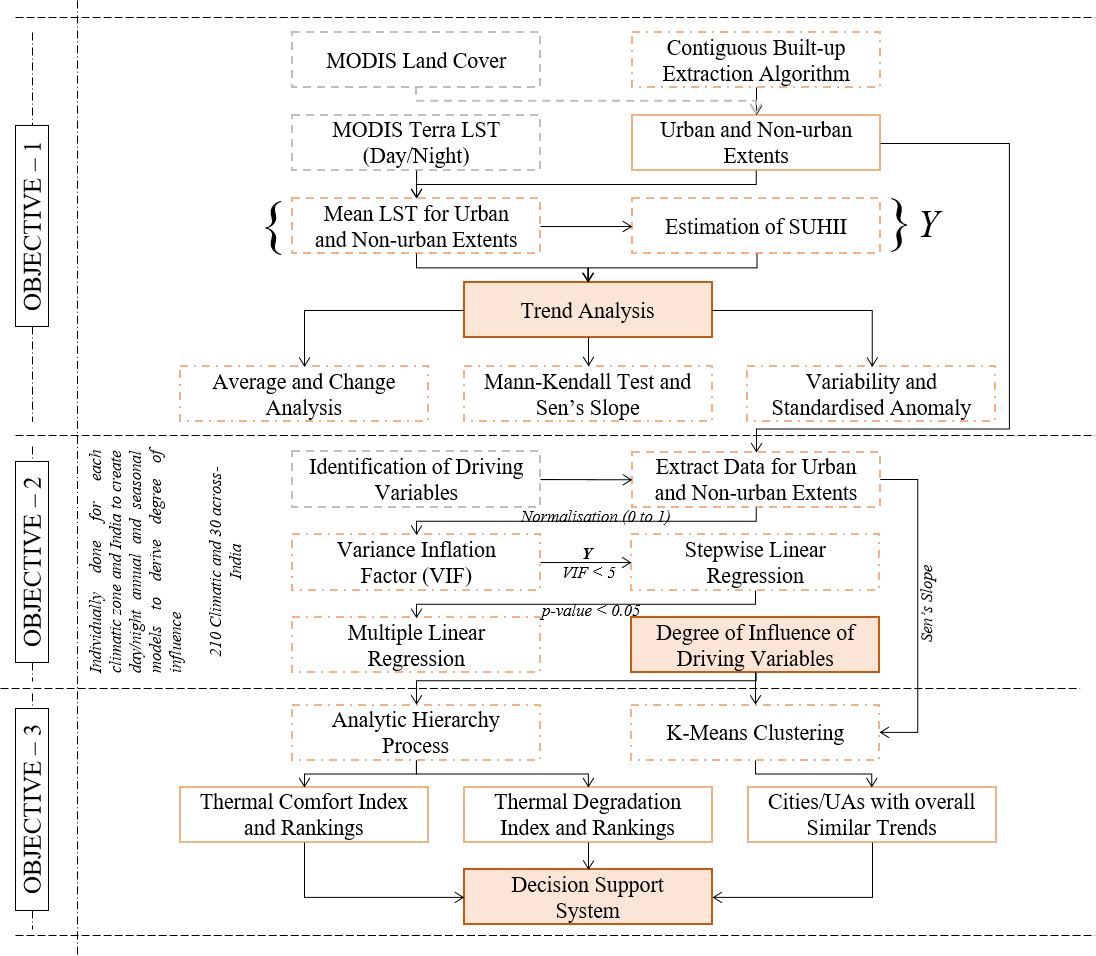 OBJECTIVE – 1
MODIS Land Cover
Contiguous Built-up
Extraction Algorithm
MODIS Terra LST
(Day/Night)
Urban and Non-urban
Extents
{
Mean LST for Urban
and Non-urban Extents
Estimation of SUHII
} Y
Trend Analysis
Average and Change
Analysis
Mann-Kendall Test and
Sen’s Slope
Variability and
Standardised Anomaly
OBJECTIVE – 2
Individually done for each
climatic zone and India to create
day/night annual and seasonal
models to derive degree of
influence
210 Climatic and 30 across-
India
Identification of Driving
Variables
Extract Data for Urban
and Non-urban Extents
Normalisation (0 to 1)
Variance Inflation
Factor (VIF)
Y
VIF < 5
Stepwise Linear
Regression
p-value < 0.05
Multiple Linear
Regression
Degree of Influence of
Driving Variables
Sen’s Slope
OBJECTIVE – 3
Analytic Hierarchy
Process
K-Means Clustering
Thermal Comfort Index
and Rankings
Thermal Degradation
Index and Rankings
Cities/UAs with overall
Similar Trends
Decision Support
System